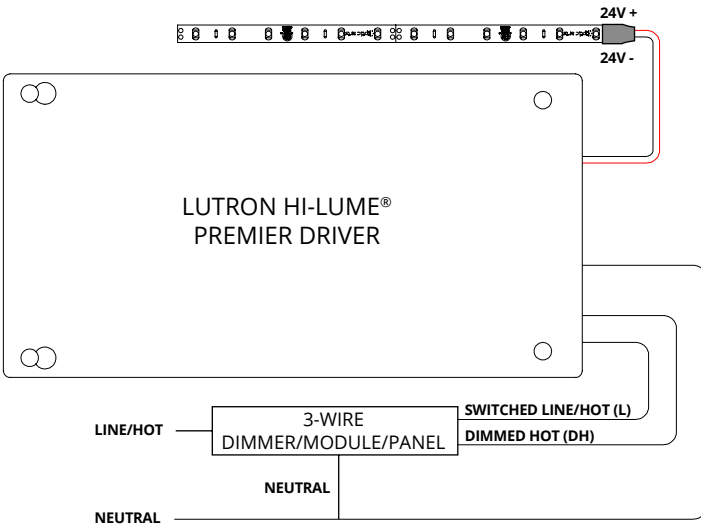 24V +
24V -
LUTRON HI-LUME®
PREMIER DRIVER
LINE/HOT
3-WIRE
DIMMER/MODULE/PANEL
SWITCHED LINE/HOT (L)
DIMMED HOT (DH)
NEUTRAL
NEUTRAL